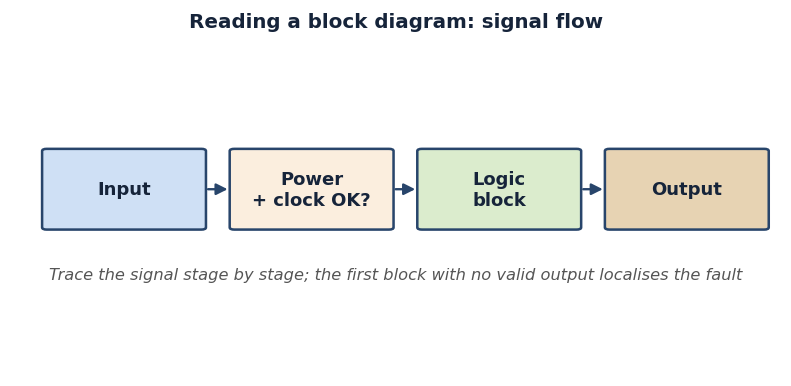 Reading a block diagram: signal flow
Input
Power
+ clock OK?
Logic
block
Output
Trace the signal stage by stage; the first block with no valid output localises the fault